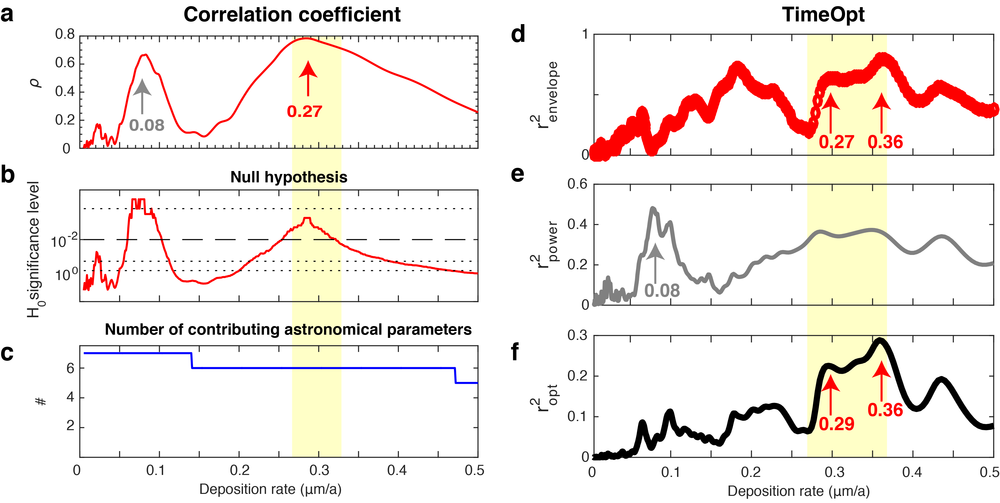 a
Correlation coefficient
0.8
0.6
0.4
0.2
0
ρ
0.08
0.27
b
Null hypothesis
H0 significance level
10-2
100
Number of contributing astronomical parameters
c
6
4
2
#
0 0.1 0.2 0.3 0.4 0.5
Deposition rate (μm/a)
TimeOpt
d
1
0
r2envelope
0.27 0.36
e
0.6
0.4
0.2
0
r2power
0.08
f
0.3
0.2
0.1
0
r2opt
0.29 0.36
0 0.1 0.2 0.3 0.4 0.5
Deposition rate (μm/a)